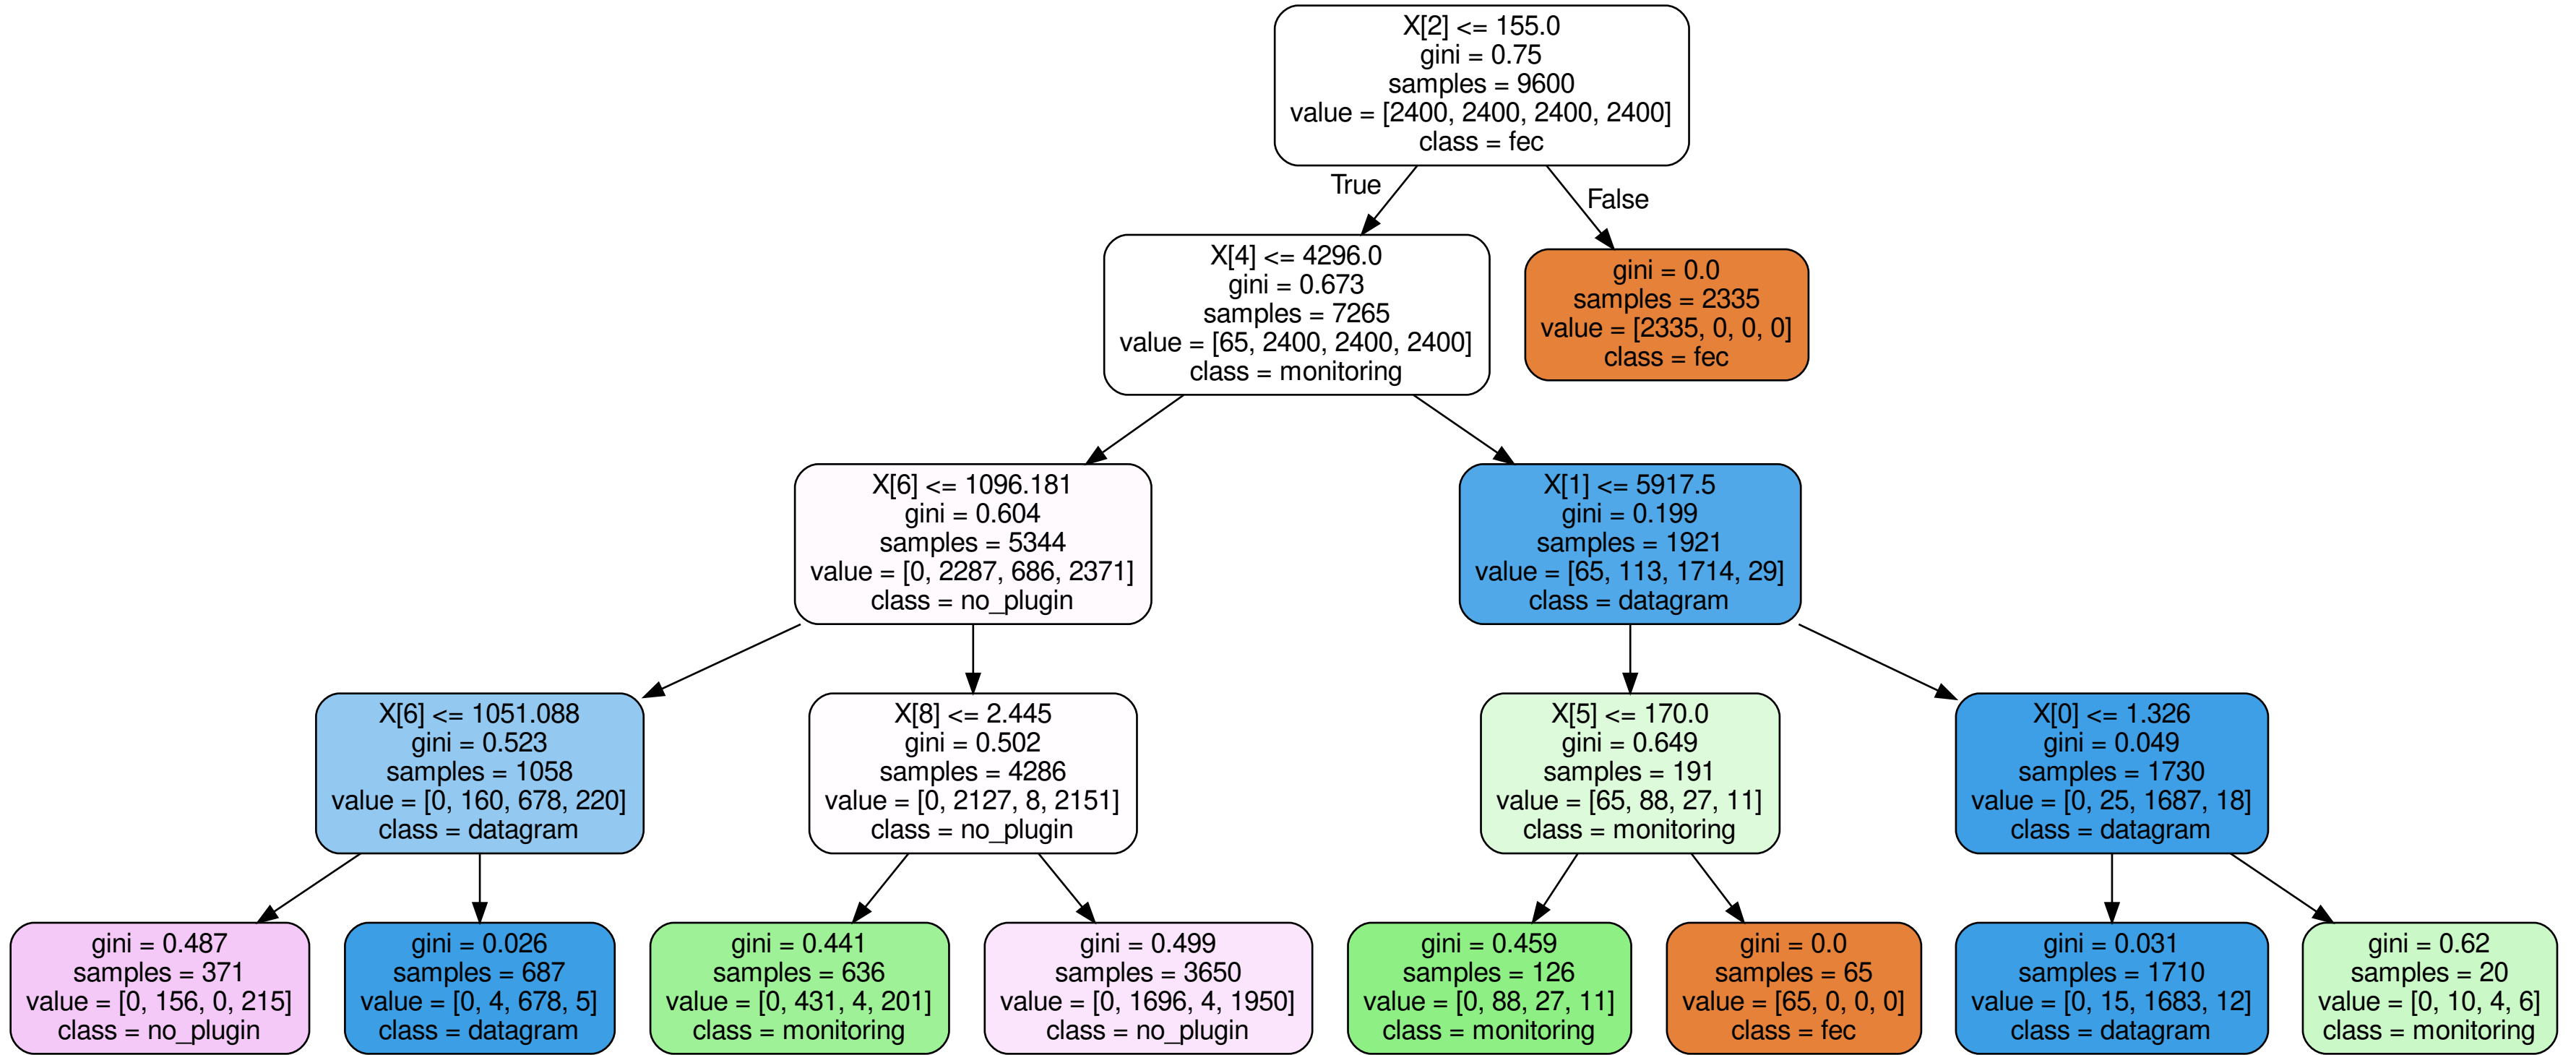 X[2] <= 155.0
gini = 0.75
samples = 9600
value = [2400, 2400, 2400, 2400]
class = fec
True
False
X[4] <= 4296.0
gini = 0.673
samples = 7265
value = [65, 2400, 2400, 2400]
class = monitoring
gini = 0.0
samples = 2335
value = [2335, 0, 0, 0]
class = fec
X[6] <= 1096.181
gini = 0.604
samples = 5344
value = [0, 2287, 686, 2371]
class = no_plugin
X[1] <= 5917.5
gini = 0.199
samples = 1921
value = [65, 113, 1714, 29]
class = datagram
X[6] <= 1051.088
gini = 0.523
samples = 1058
value = [0, 160, 678, 220]
class = datagram
X[8] <= 2.445
gini = 0.502
samples = 4286
value = [0, 2127, 8, 2151]
class = no_plugin
X[5] <= 170.0
gini = 0.649
samples = 191
value = [65, 88, 27, 11]
class = monitoring
X[0] <= 1.326
gini = 0.049
samples = 1730
value = [0, 25, 1687, 18]
class = datagram
gini = 0.487
samples = 371
value = [0, 156, 0, 215]
class = no_plugin
gini = 0.026
samples = 687
value = [0, 4, 678, 5]
class = datagram
gini = 0.441
samples = 636
value = [0, 431, 4, 201]
class = monitoring
gini = 0.499
samples = 3650
value = [0, 1696, 4, 1950]
class = no_plugin
gini = 0.459
samples = 126
value = [0, 88, 27, 11]
class = monitoring
gini = 0.0
samples = 65
value = [65, 0, 0, 0]
class = fec
gini = 0.031
samples = 1710
value = [0, 15, 1683, 12]
class = datagram
gini = 0.62
samples = 20
value = [0, 10, 4, 6]
class = monitoring